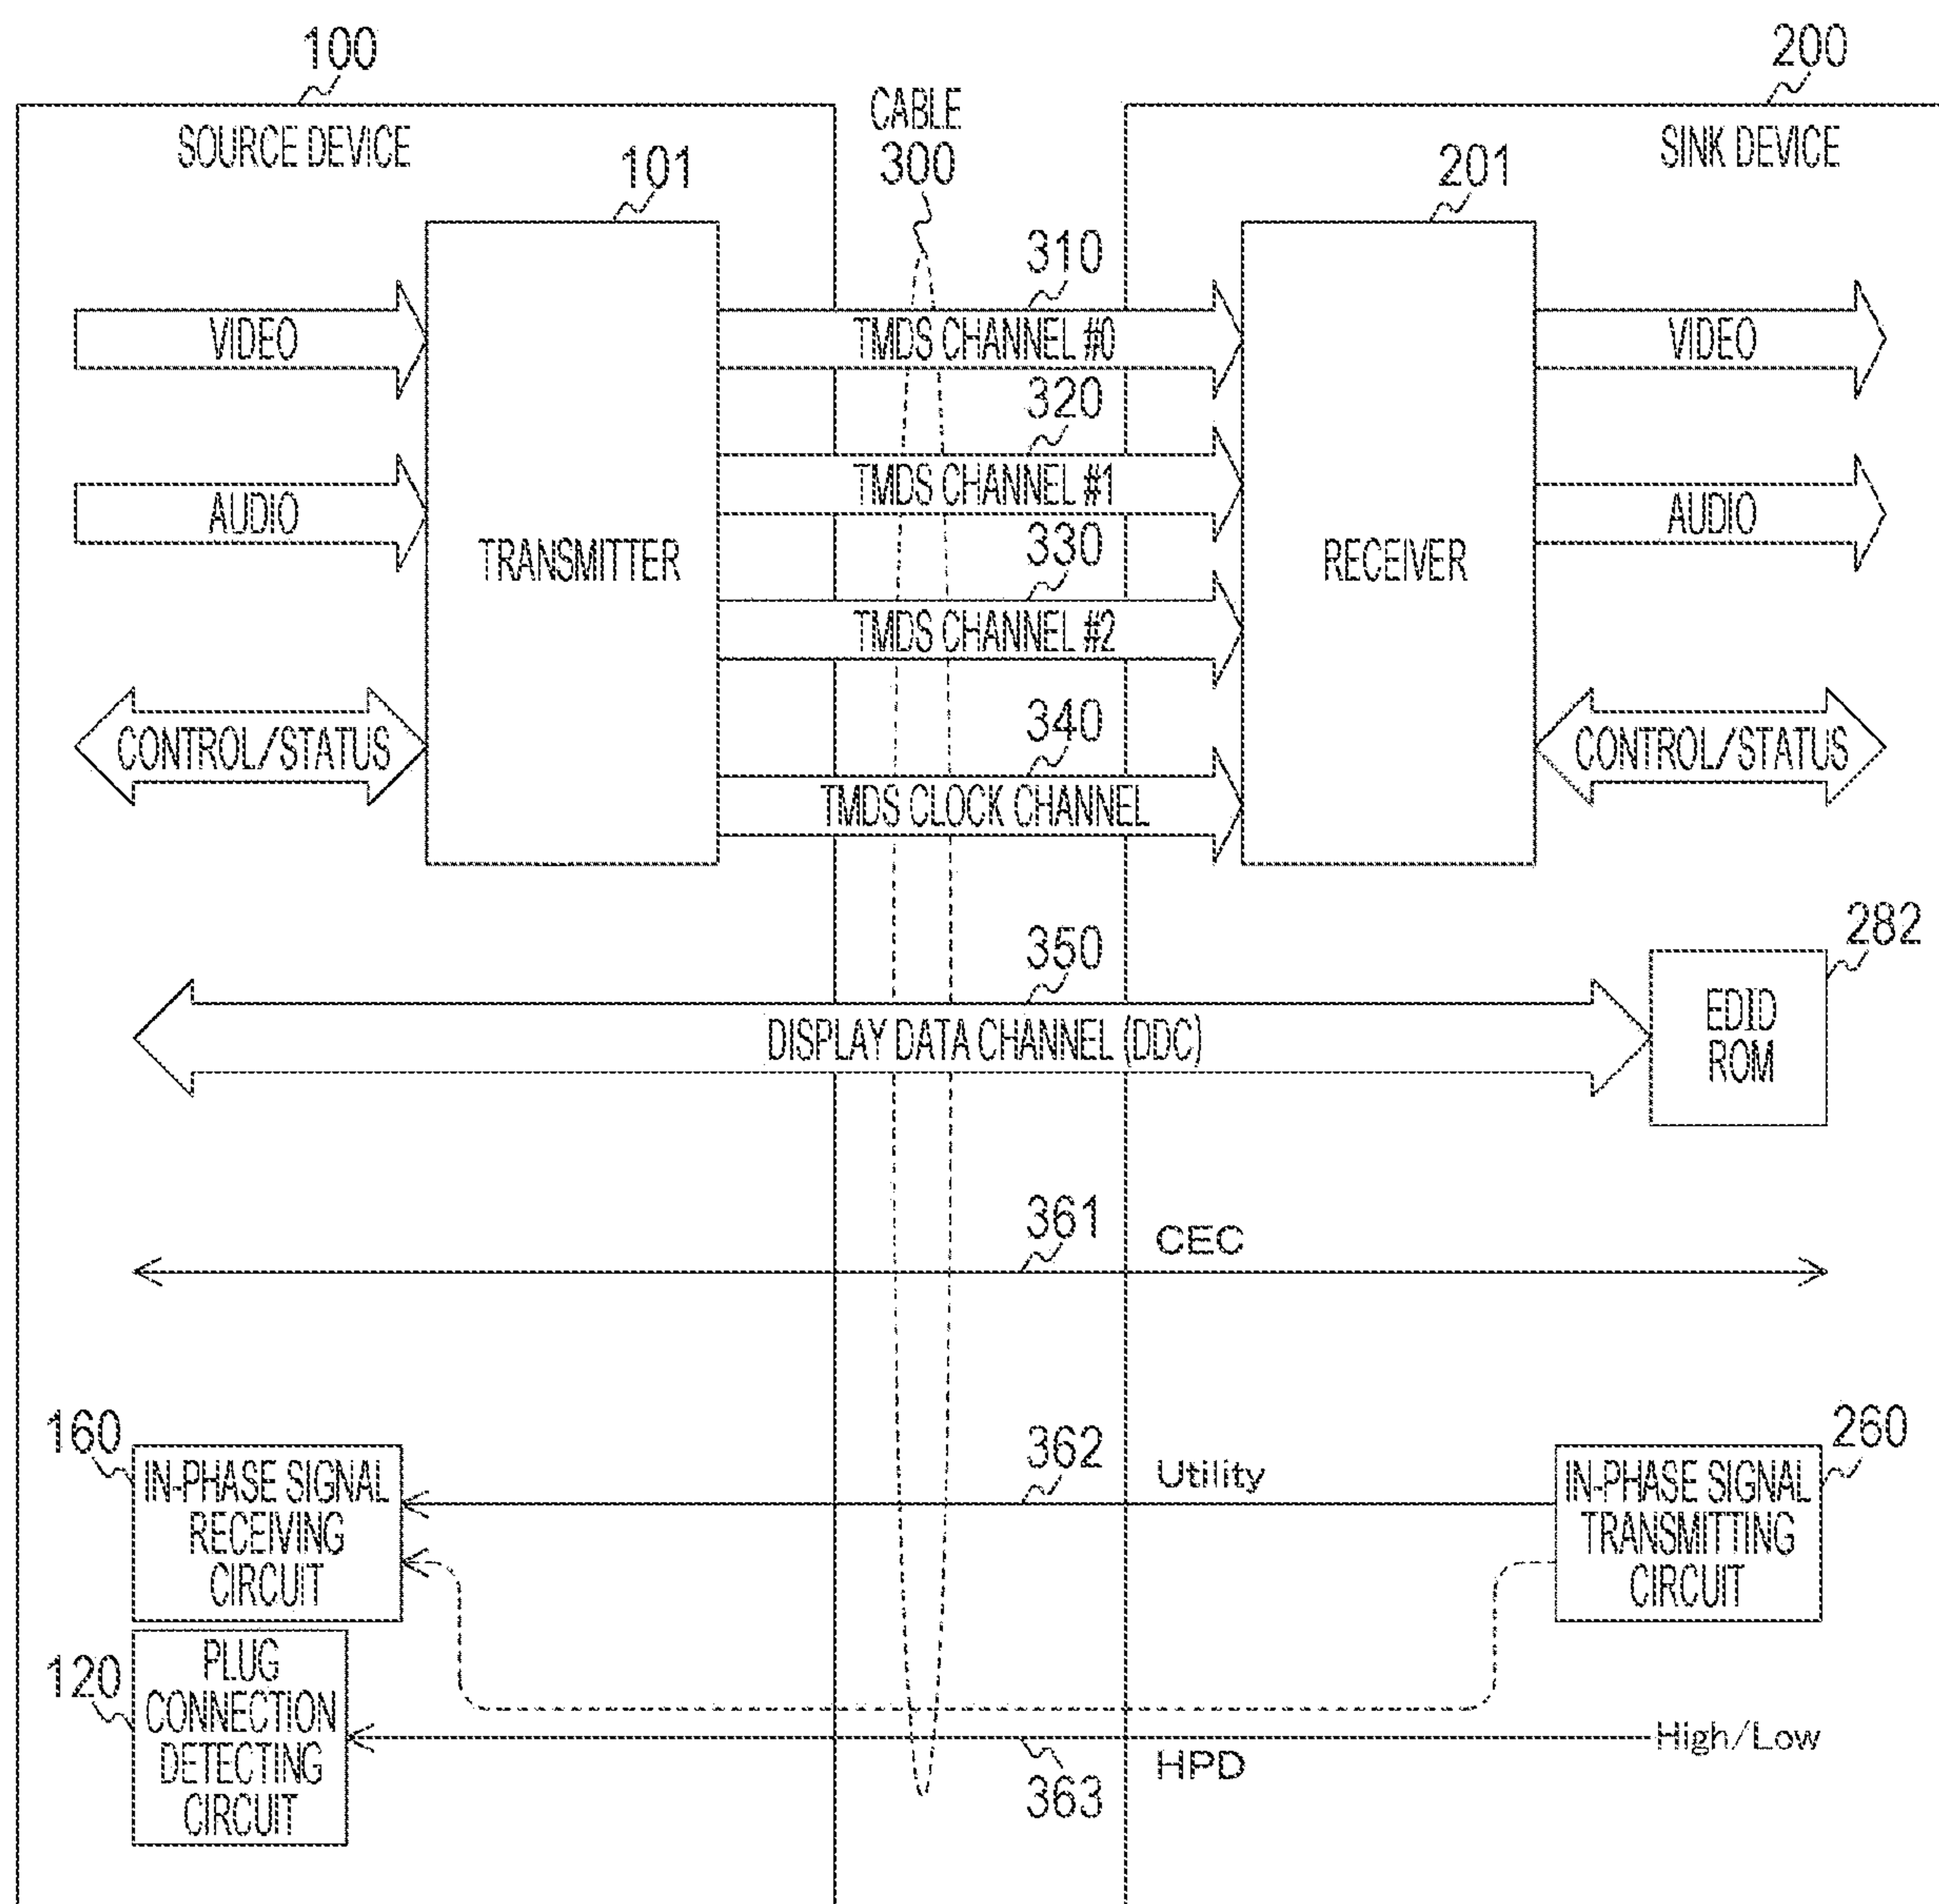 100
200
SOURCE DEVICE
CABLE
300
SINK DEVICE
101
201
310
VIDEO
TMDS CHANNEL #0
VIDEO
320
AUDIO
TMDS CHANNEL #1
AUDIO
TRANSMITTER
330
RECEIVER
TMDS CHANNEL #2
340
CONTROL/STATUS
CONTROL/STATUS
TMDS CLOCK CHANNEL
282
350
DISPLAY DATA CHANNEL (DDC)
EDID
ROM
361
CEC
160
362
260
IN-PHASE SIGNAL
RECEIVING
CIRCUIT
Utility
IN-PHASE SIGNAL
TRANSMITTING
CIRCUIT
120
PLUG
CONNECTION
DETECTING
CIRCUIT
High/Low
HPD
363